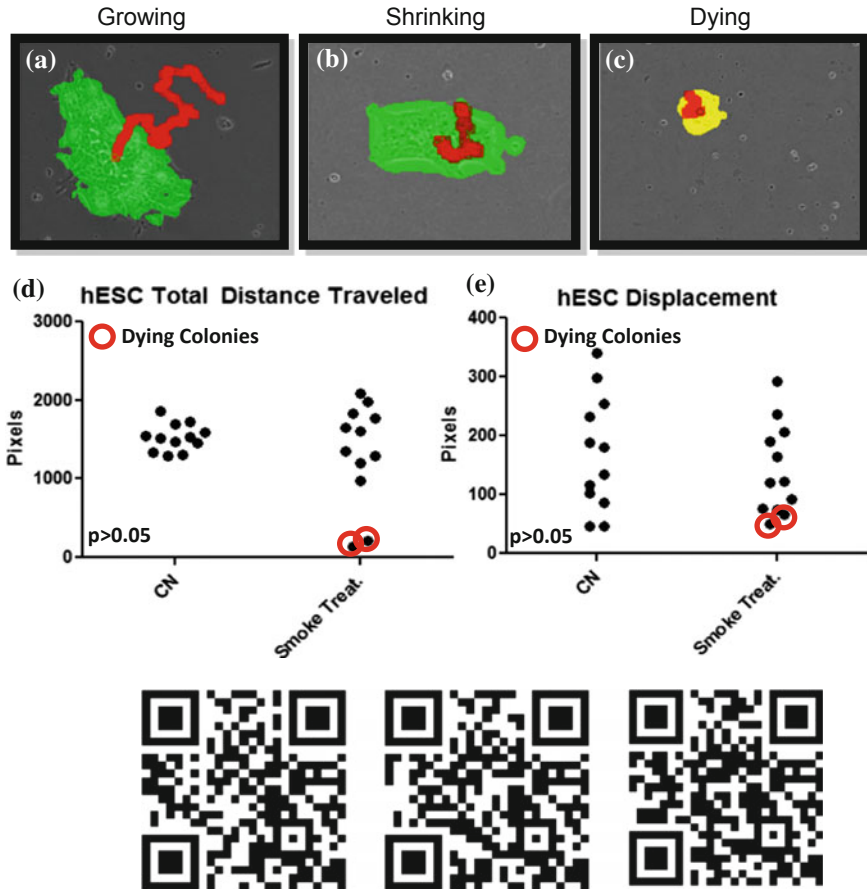 Growing
Shrinking
Dying
(a)
(b)
(c)
(d)
hESC Total Distance Traveled
3000
Dying Colonies
2000
Pixels
1000
p>0.05
0
CN
Smoke Treat.
(e)
hESC Displacement
400
Dying Colonies
300
Pixels
200
100
p>0.05
0
CN
Smoke Treat.